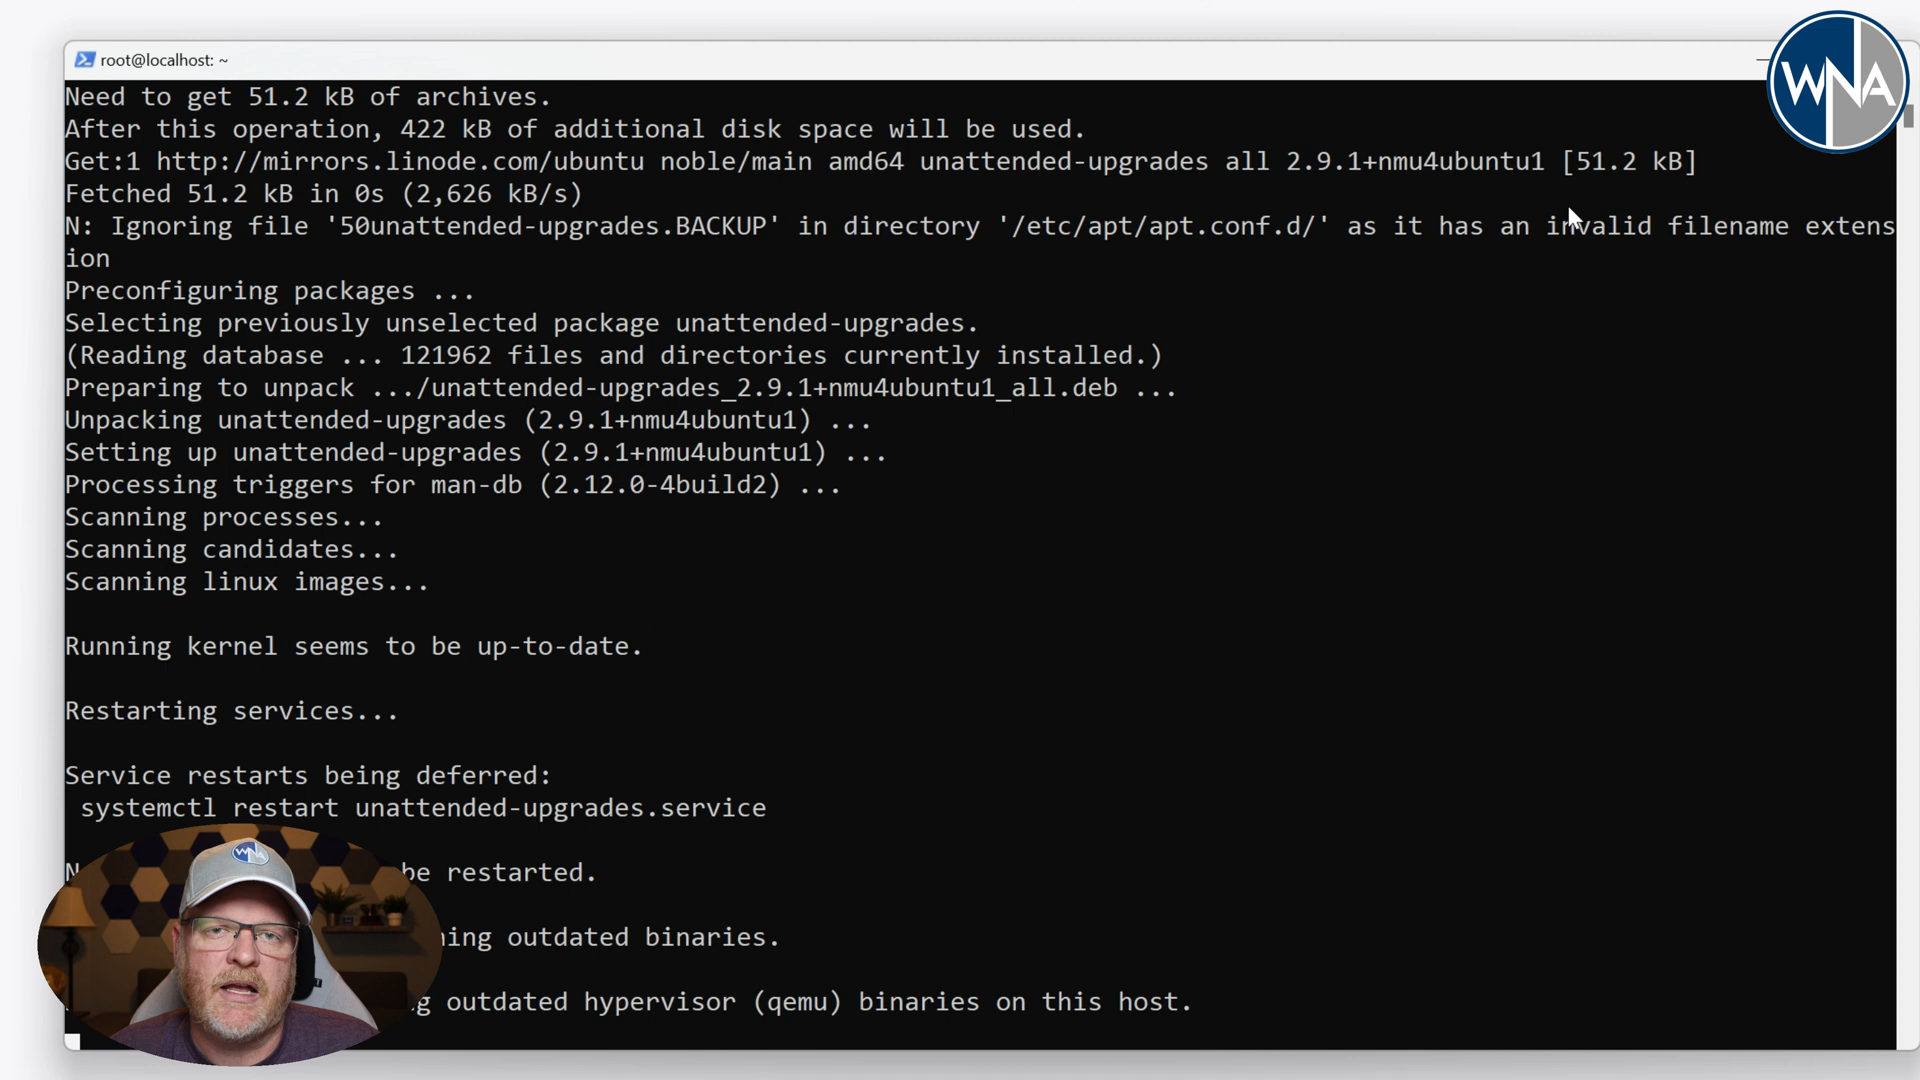 WNA
root@localhost: ~
Need to get 51.2 kB of archives.
After this operation, 422 kB of additional disk space will be used.
Get:1 http://mirrors.linode.com/ubuntu noble/main amd64 unattended-upgrades all 2.9.1+nmu4ubuntu1 [51.2 kB]
Fetched 51.2 kB in 0s (2,626 kB/s)
N: Ignoring file '50unattended-upgrades.BACKUP' in directory '/etc/apt/apt.conf.d/' as it has an invalid filename extens
ion
Preconfiguring packages ...
Selecting previously unselected package unattended-upgrades.
(Reading database ... 121962 files and directories currently installed.)
Preparing to unpack .../unattended-upgrades_2.9.1+nmu4ubuntu1_all.deb ...
Unpacking unattended-upgrades (2.9.1+nmu4ubuntu1) ...
Setting up unattended-upgrades (2.9.1+nmu4ubuntu1) ...
Processing triggers for man-db (2.12.0-4build2) ...
Scanning processes...
Scanning candidates...
Scanning linux images...
Running kernel seems to be up-to-date.
Restarting services...
Service restarts being deferred:
systemctl restart unattended-upgrades.service
be restarted.
outdated binaries.
outdated hypervisor (qemu) binaries on this host.
WNA